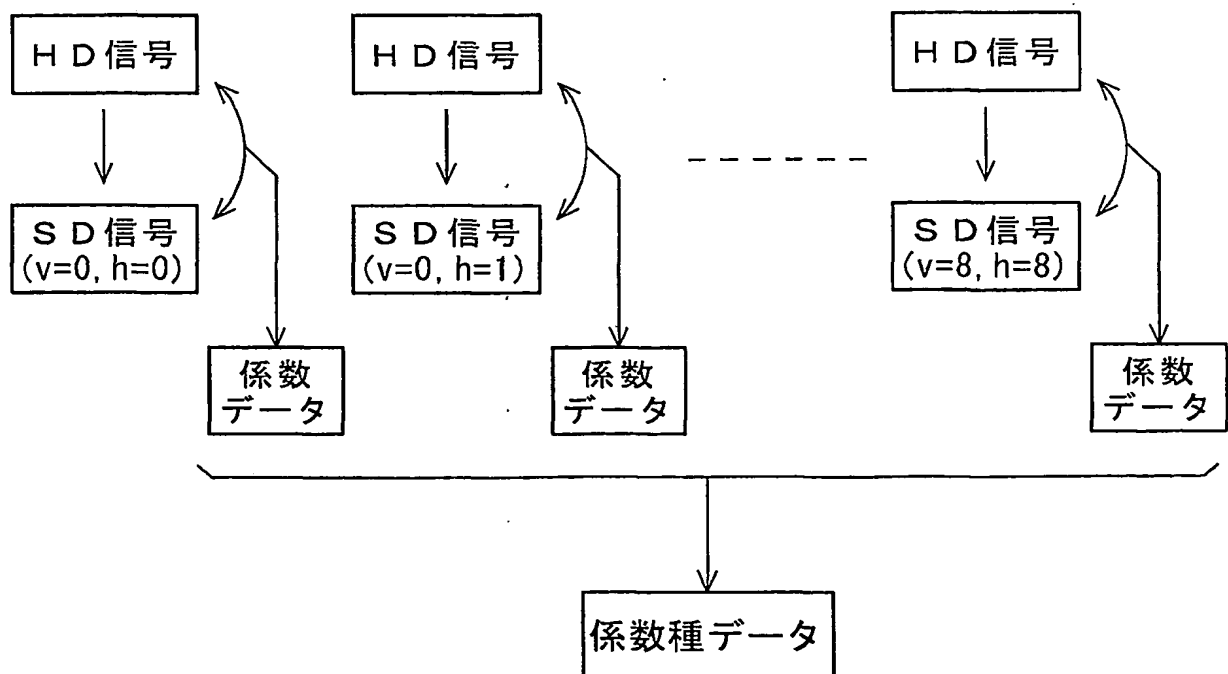 HD信号
HD信号
HD信号
SD信号
(v=0, h=0)
SD信号
(v=0, h=1)
SD信号
(v=8, h=8)
係数
データ
係数
データ
係数
データ
係数種データ